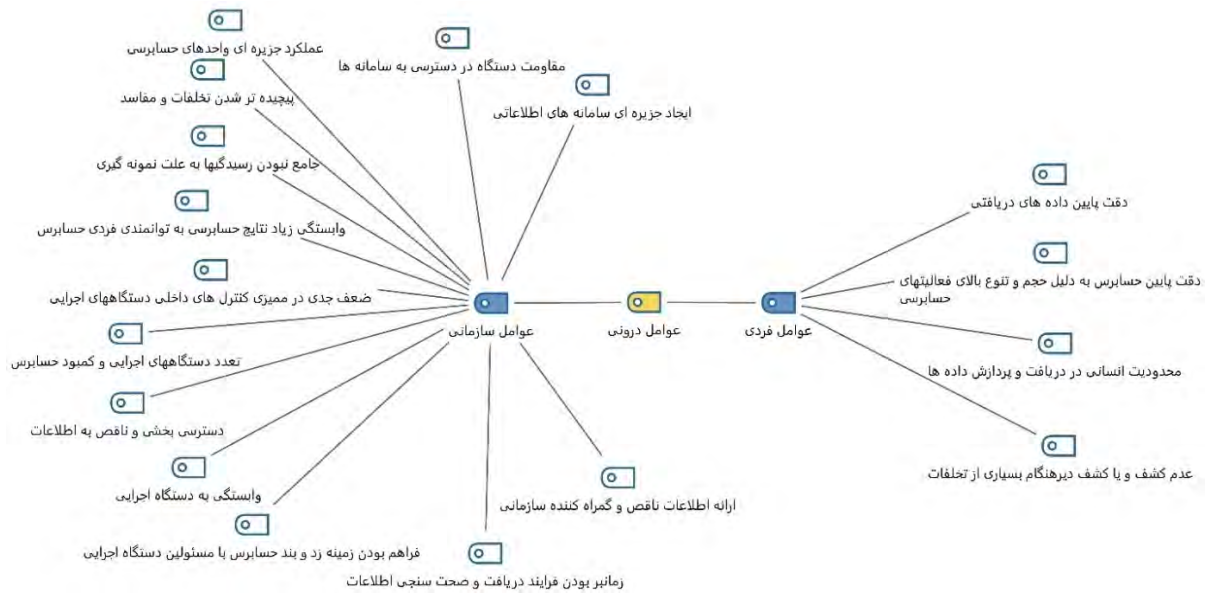 عملکرد جزیره ای واحدهای حسابرسی
مقاومت دستگاه در دسترسی به سامانه ها
پیچیده تر شدن تخلفات و مفاسد
ایجاد جزیره ای سامانه های اطلاعاتی
جامع نبودن رسیدگیها به علت نمونه گیری
دقت پایین داده های دریافتی
وابستگی زیاد نتایج حسابرسی به توانمندی فردی حسابرس
دقت پایین حسابرس به دلیل حجم و تنوع بالای فعالیتهای
حسابرسی
ضعف جدی در ممیزی کنترل های داخلی دستگاههای اجرایی
عوامل فردی
عوامل درونی
عوامل سازمانی
تعدد دستگاههای اجرایی و کمبود حسابرس
محدودیت انسانی در دریافت و پردازش داده ها
دسترسی بخشی و ناقص به اطلاعات
عدم کشف و یا کشف دیرهنگام بسیاری از تخلفات
وابستگی به دستگاه اجرایی
ارائه اطلاعات ناقص و گمراه کننده سازمانی
فراهم بودن زمینه زد و بند حسابرس با مسئولین دستگاه اجرایی
زمانبر بودن فرایند دریافت و صحت سنجی اطلاعات